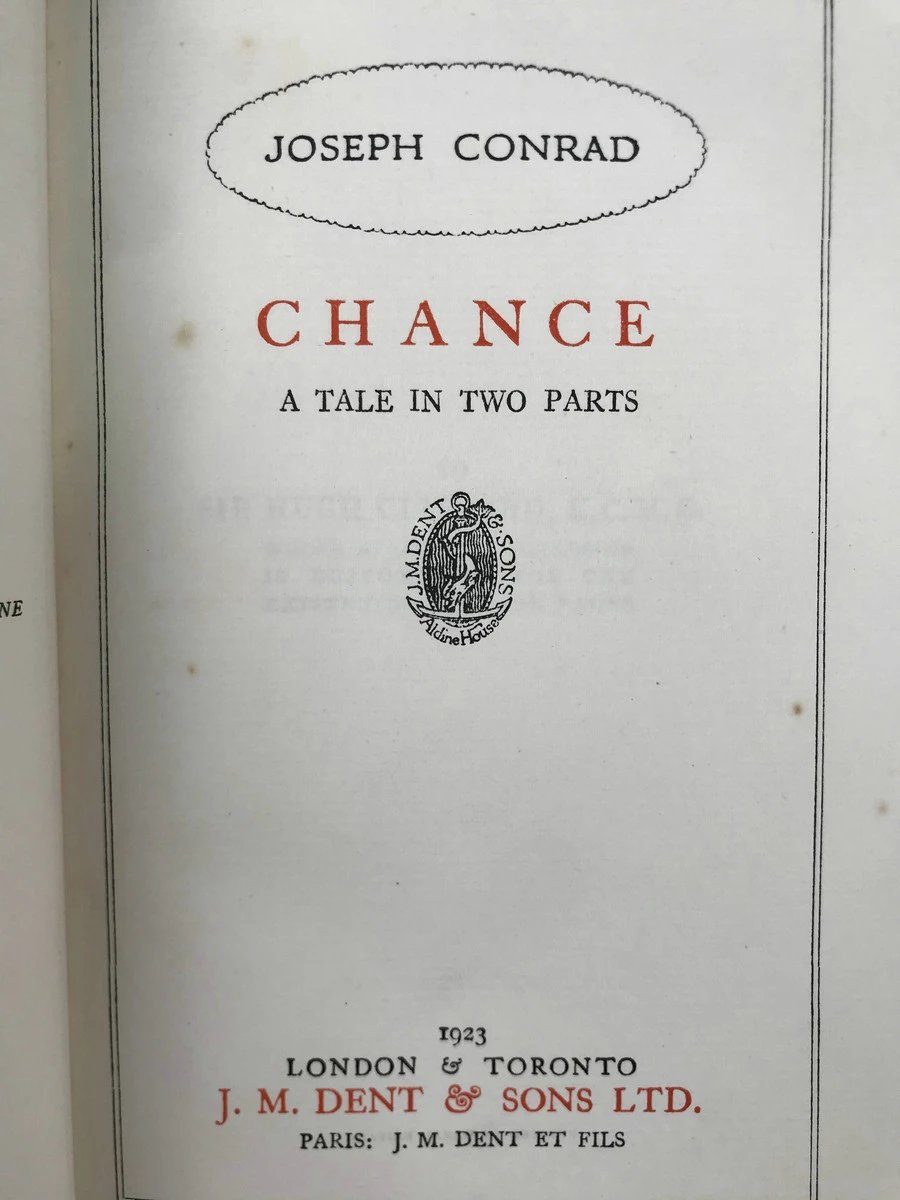 JOSEPH CONRAD
CHANCE
A TALE IN TWO PARTS
J. M. DENT & SONS
Aldine House
NE
1923
LONDON & TORONTO
J. M. DENT & SONS LTD.
PARIS: J. M. DENT ET FILS